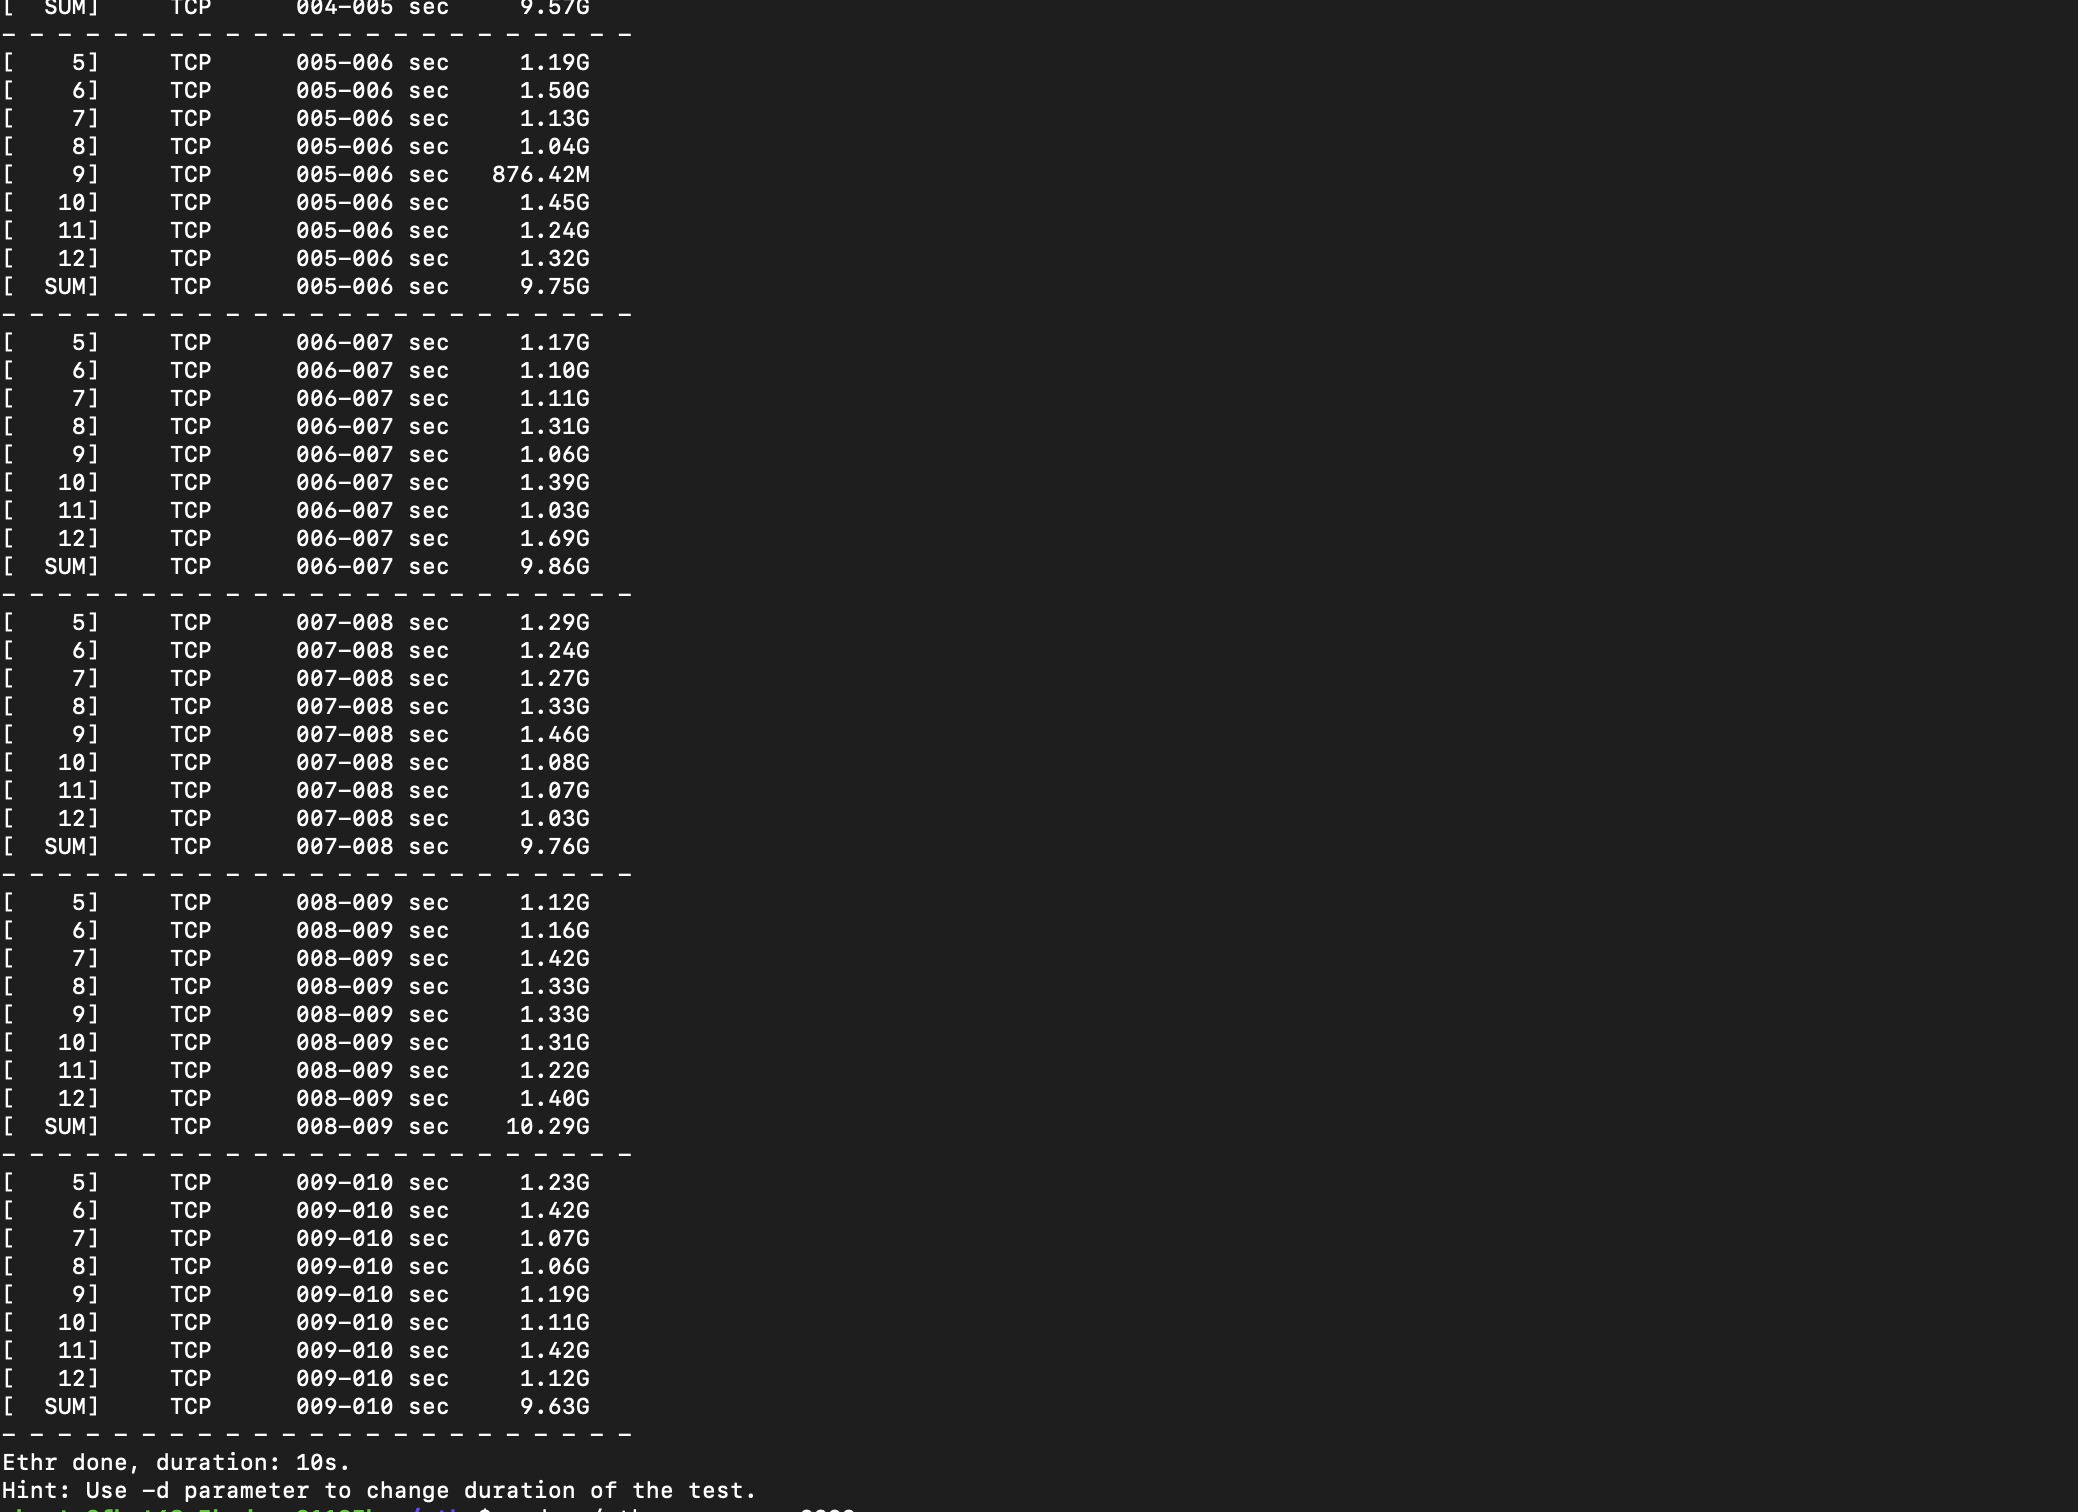 [  SUM]     TCP      004-005 sec     9.57G
- - - - - - - - - - - - - - - - - - - - - - -
[    5]     TCP      005-006 sec     1.19G
[    6]     TCP      005-006 sec     1.50G
[    7]     TCP      005-006 sec     1.13G
[    8]     TCP      005-006 sec     1.04G
[    9]     TCP      005-006 sec   876.42M
[   10]     TCP      005-006 sec     1.45G
[   11]     TCP      005-006 sec     1.24G
[   12]     TCP      005-006 sec     1.32G
[  SUM]     TCP      005-006 sec     9.75G
- - - - - - - - - - - - - - - - - - - - - - -
[    5]     TCP      006-007 sec     1.17G
[    6]     TCP      006-007 sec     1.10G
[    7]     TCP      006-007 sec     1.11G
[    8]     TCP      006-007 sec     1.31G
[    9]     TCP      006-007 sec     1.06G
[   10]     TCP      006-007 sec     1.39G
[   11]     TCP      006-007 sec     1.03G
[   12]     TCP      006-007 sec     1.69G
[  SUM]     TCP      006-007 sec     9.86G
- - - - - - - - - - - - - - - - - - - - - - -
[    5]     TCP      007-008 sec     1.29G
[    6]     TCP      007-008 sec     1.24G
[    7]     TCP      007-008 sec     1.27G
[    8]     TCP      007-008 sec     1.33G
[    9]     TCP      007-008 sec     1.46G
[   10]     TCP      007-008 sec     1.08G
[   11]     TCP      007-008 sec     1.07G
[   12]     TCP      007-008 sec     1.03G
[  SUM]     TCP      007-008 sec     9.76G
- - - - - - - - - - - - - - - - - - - - - - -
[    5]     TCP      008-009 sec     1.12G
[    6]     TCP      008-009 sec     1.16G
[    7]     TCP      008-009 sec     1.42G
[    8]     TCP      008-009 sec     1.33G
[    9]     TCP      008-009 sec     1.33G
[   10]     TCP      008-009 sec     1.31G
[   11]     TCP      008-009 sec     1.22G
[   12]     TCP      008-009 sec     1.40G
[  SUM]     TCP      008-009 sec    10.29G
- - - - - - - - - - - - - - - - - - - - - - -
[    5]     TCP      009-010 sec     1.23G
[    6]     TCP      009-010 sec     1.42G
[    7]     TCP      009-010 sec     1.07G
[    8]     TCP      009-010 sec     1.06G
[    9]     TCP      009-010 sec     1.19G
[   10]     TCP      009-010 sec     1.11G
[   11]     TCP      009-010 sec     1.42G
[   12]     TCP      009-010 sec     1.12G
[  SUM]     TCP      009-010 sec     9.63G
- - - - - - - - - - - - - - - - - - - - - - -
Ethr done, duration: 10s.
Hint: Use -d parameter to change duration of the test.